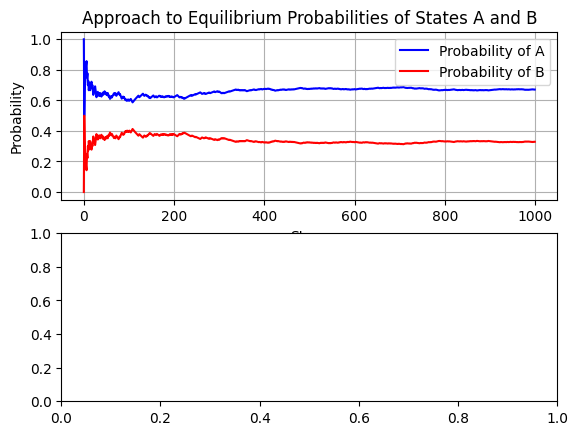 Approach to Equilibrium Probabilities of States A and B
1.0
0.8
0.6
0.4
0.2
0.0
Probability
Probability of A
Probability of B
0 200 400 600 800 1000
1.0
0.8
0.6
0.4
0.2
0.0
0.0 0.2 0.4 0.6 0.8 1.0